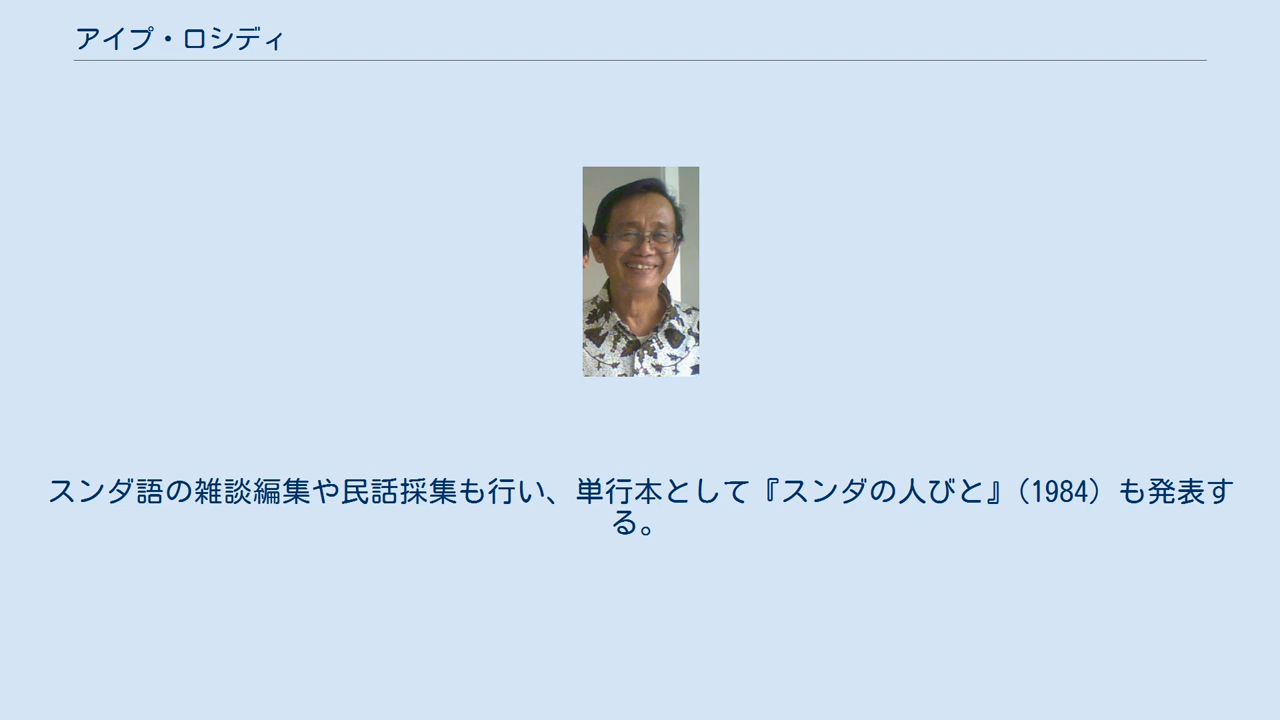 アイプ・ロシディ
スンダ語の雑談編集や民話採集も行い、単行本として『スンダの人びと』（1984）も発表す
る。